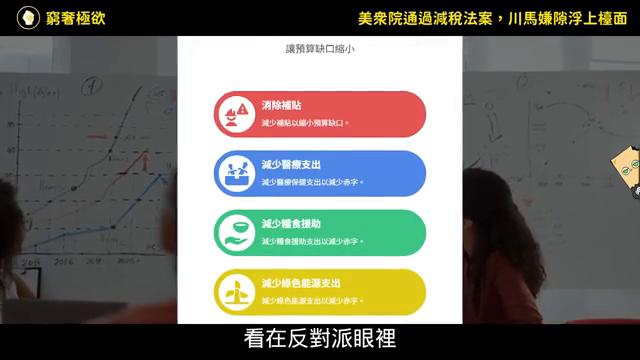 窮奢極欲
美眾院通過減稅法案，川馬嫌隙浮上檯面
讓預算缺口縮小
消除補貼
減少補貼以縮小預算缺口。
減少醫療支出
減少醫療保健支出以減少赤字。
減少糧食援助
減少糧食援助支出以減少赤字。
減少綠色能源支出
減少綠色能源支出以減少赤字。
看在反對派眼裡